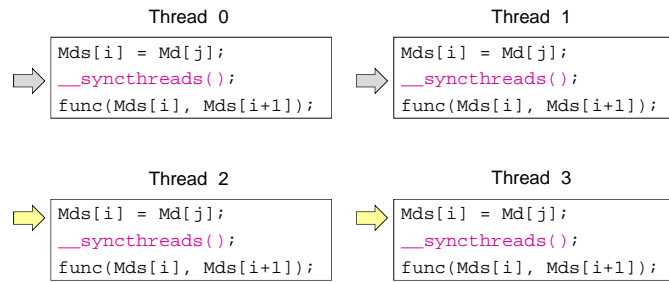 Thread 0
Mds[i] = Md[j];
__syncthreads();
func(Mds[i], Mds[i+1]);
Thread 1
Mds[i] = Md[j];
__syncthreads();
func(Mds[i], Mds[i+1]);
Thread 2
Mds[i] = Md[j];
__syncthreads();
func(Mds[i], Mds[i+1]);
Thread 3
Mds[i] = Md[j];
__syncthreads();
func(Mds[i], Mds[i+1]);